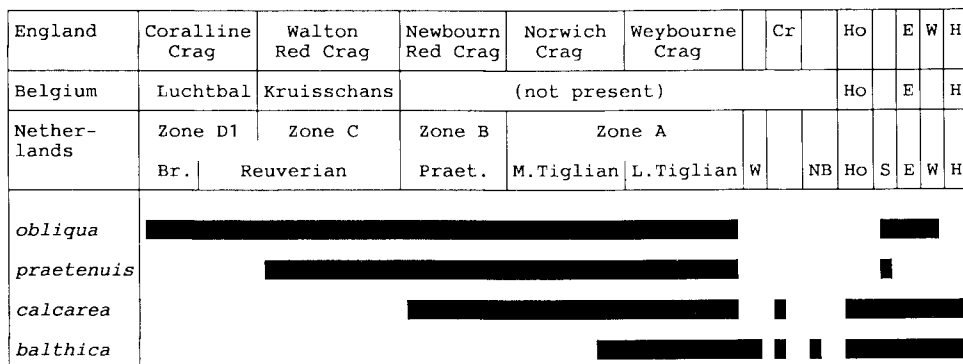 England Coralline Walton Newbourn Norwich Weybourne Cr Ho E W H
Crag Red Crag Red Crag Crag Crag
Belgium Luchtbal Kruisschans (not present) Ho E H
Nether- Zone D1 Zone C Zone B Zone A
lands
Br. Reuverian Praet. M.Tiglian L.Tiglian W NB Ho S E W H
obliqua
praetenuis
calcarea
balthica